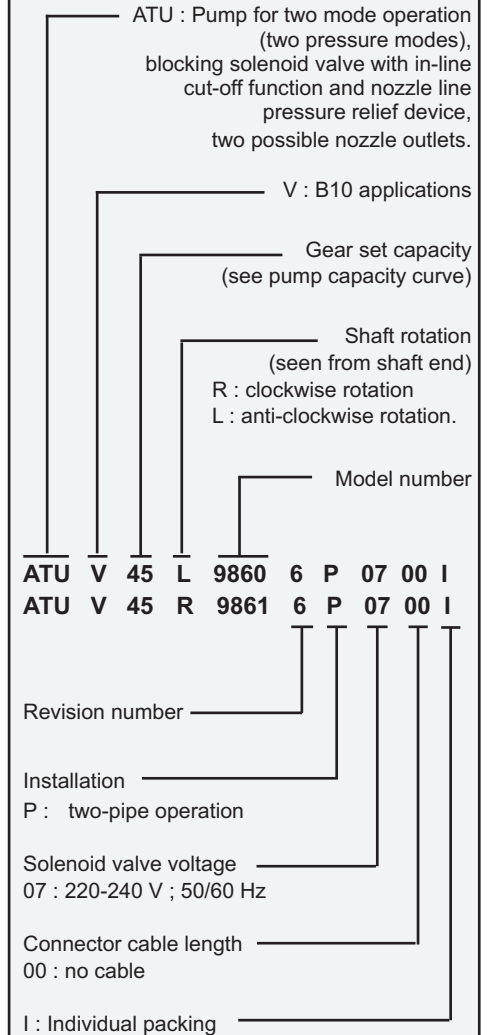 ATU : Pump for two mode operation
(two pressure modes),
blocking solenoid valve with in-line
cut-off function and nozzle line
pressure relief device,
two possible nozzle outlets.
V : B10 applications
Gear set capacity
(see pump capacity curve)
Shaft rotation
(seen from shaft end)
R : clockwise rotation
L : anti-clockwise rotation.
Model number
ATU V 45 L 9860 6 P 07 00 I
ATU V 45 R 9861 6 P 07 00 I
Revision number
Installation
P : two-pipe operation
Solenoid valve voltage
07 : 220-240 V ; 50/60 Hz
Connector cable length
00 : no cable
I : Individual packing